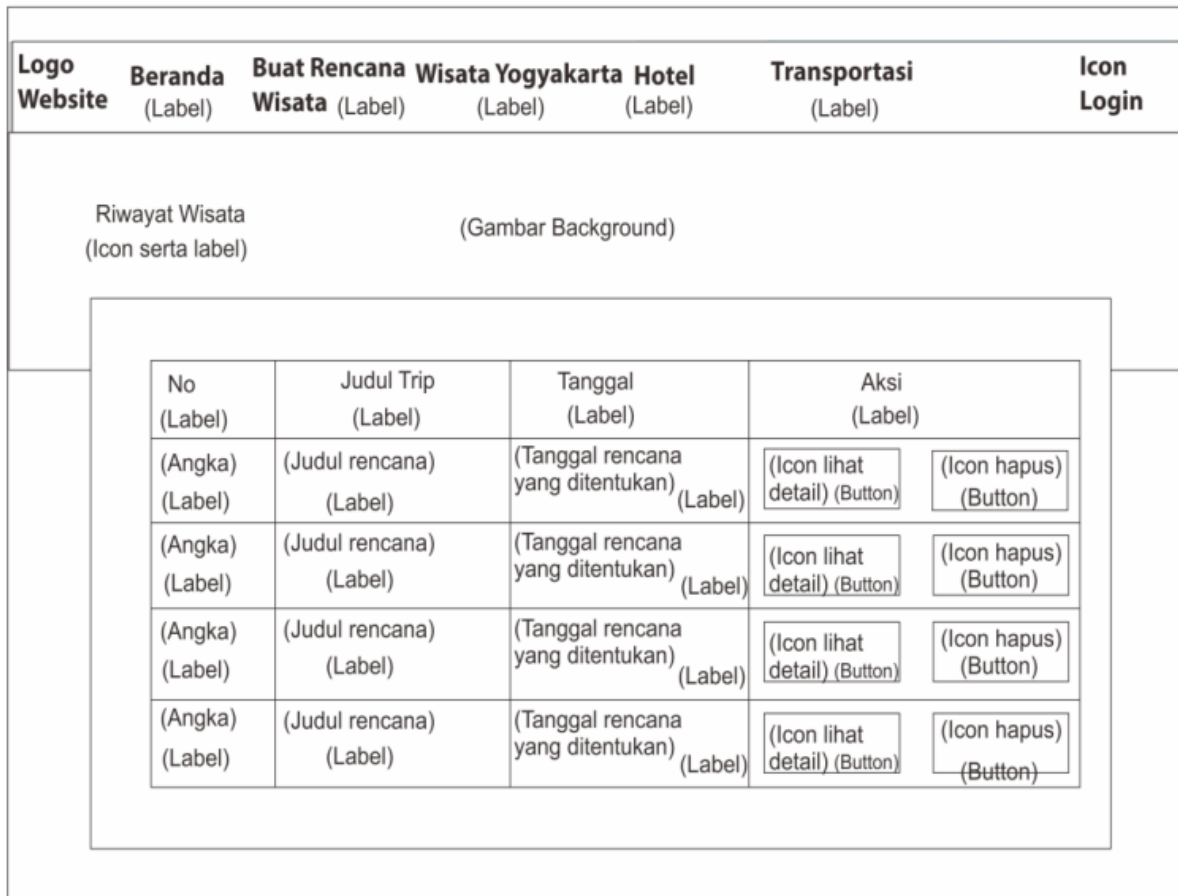 Logo Website
Beranda (Label)
Buat Rencana Wisata (Label)
Wisata Yogyakarta (Label)
Hotel (Label)
Transportasi (Label)
Icon Login
Riwayat Wisata
(Icon serta label)
(Gambar Background)
No (Label)
Judul Trip (Label)
Tanggal (Label)
Aksi (Label)
(Angka) (Label)
(Judul rencana) (Label)
(Tanggal rencana yang ditentukan) (Label)
(Icon lihat detail) (Button)
(Icon hapus) (Button)
(Angka) (Label)
(Judul rencana) (Label)
(Tanggal rencana yang ditentukan) (Label)
(Icon lihat detail) (Button)
(Icon hapus) (Button)
(Angka) (Label)
(Judul rencana) (Label)
(Tanggal rencana yang ditentukan) (Label)
(Icon lihat detail) (Button)
(Icon hapus) (Button)
(Angka) (Label)
(Judul rencana) (Label)
(Tanggal rencana yang ditentukan) (Label)
(Icon lihat detail) (Button)
(Icon hapus) (Button)